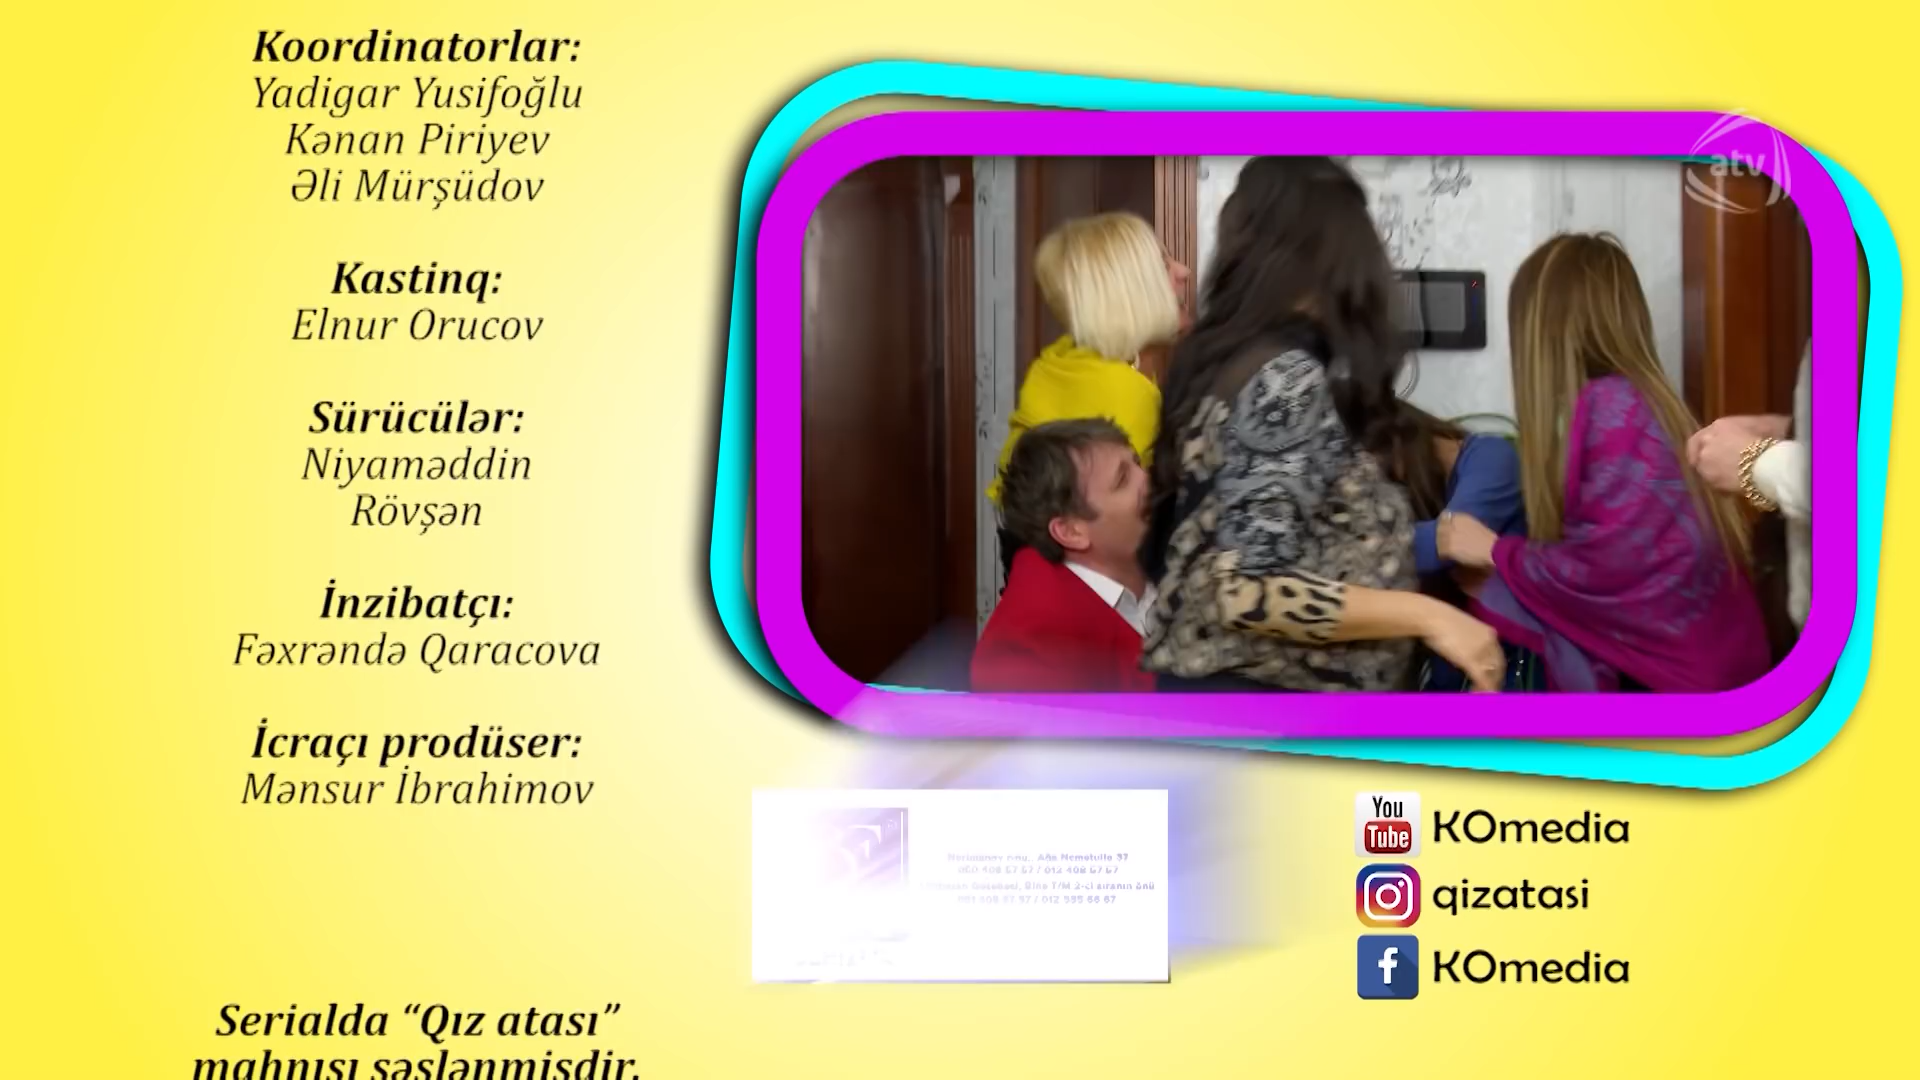 Koordinatorlar:
Yadigar Yusifoğlu
Kənan Piriyev
Əli Mürşüdov
Kastinq:
Elnur Orucov
Sürücülər:
Niyaməddin
Rövşən
İnzibatçı:
Fəxrəndə Qaracova
İcraçı prodüser:
Mənsur İbrahimov
Serialda “Qız atası”
mahnısı səslənmişdir.
atv
You
Tube
KOmedia
qizatasi
f
KOmedia